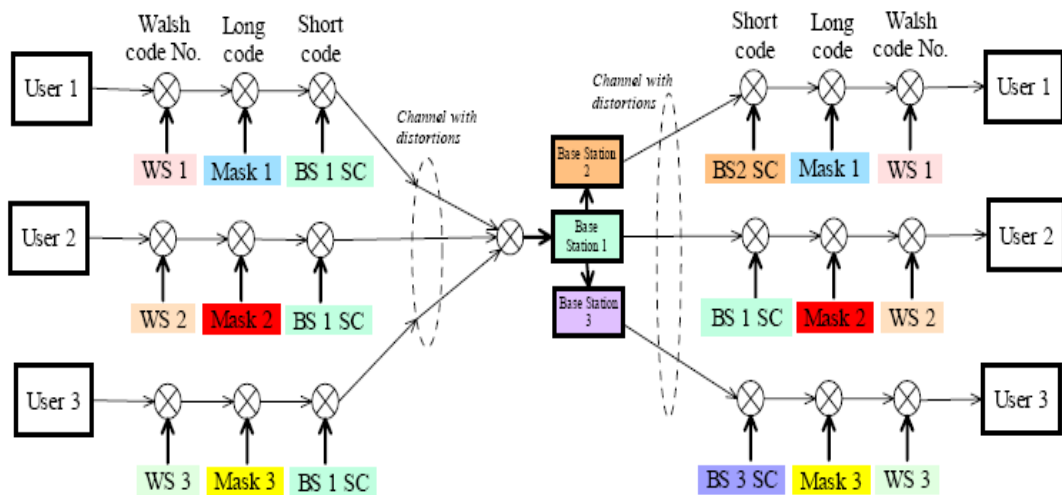 Walsh code No.
Long code
Short code
Short code
Long code
Walsh code No.
User 1
Channel with distortions
Channel with distortions
User 1
WS 1
Mask 1
BS 1 SC
Base Station 2
BS2 SC
Mask 1
WS 1
User 2
Base Station 1
User 2
WS 2
Mask 2
BS 1 SC
Base Station 3
BS 1 SC
Mask 2
WS 2
User 3
User 3
WS 3
Mask 3
BS 1 SC
BS 3 SC
Mask 3
WS 3